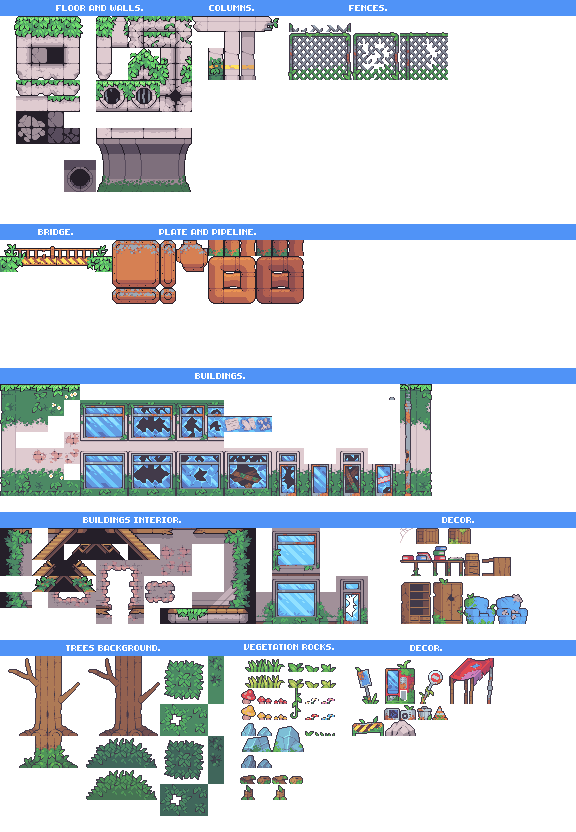 FLOOR AND WALLS. COLUMNS. FENCES.
BRIDGE. PLATE AND PIPELINE.
BUILDINGS.
BUILDINGS INTERIOR. DECOR.
TREES BACKGROUND. VEGETATION ROCKS. DECOR.